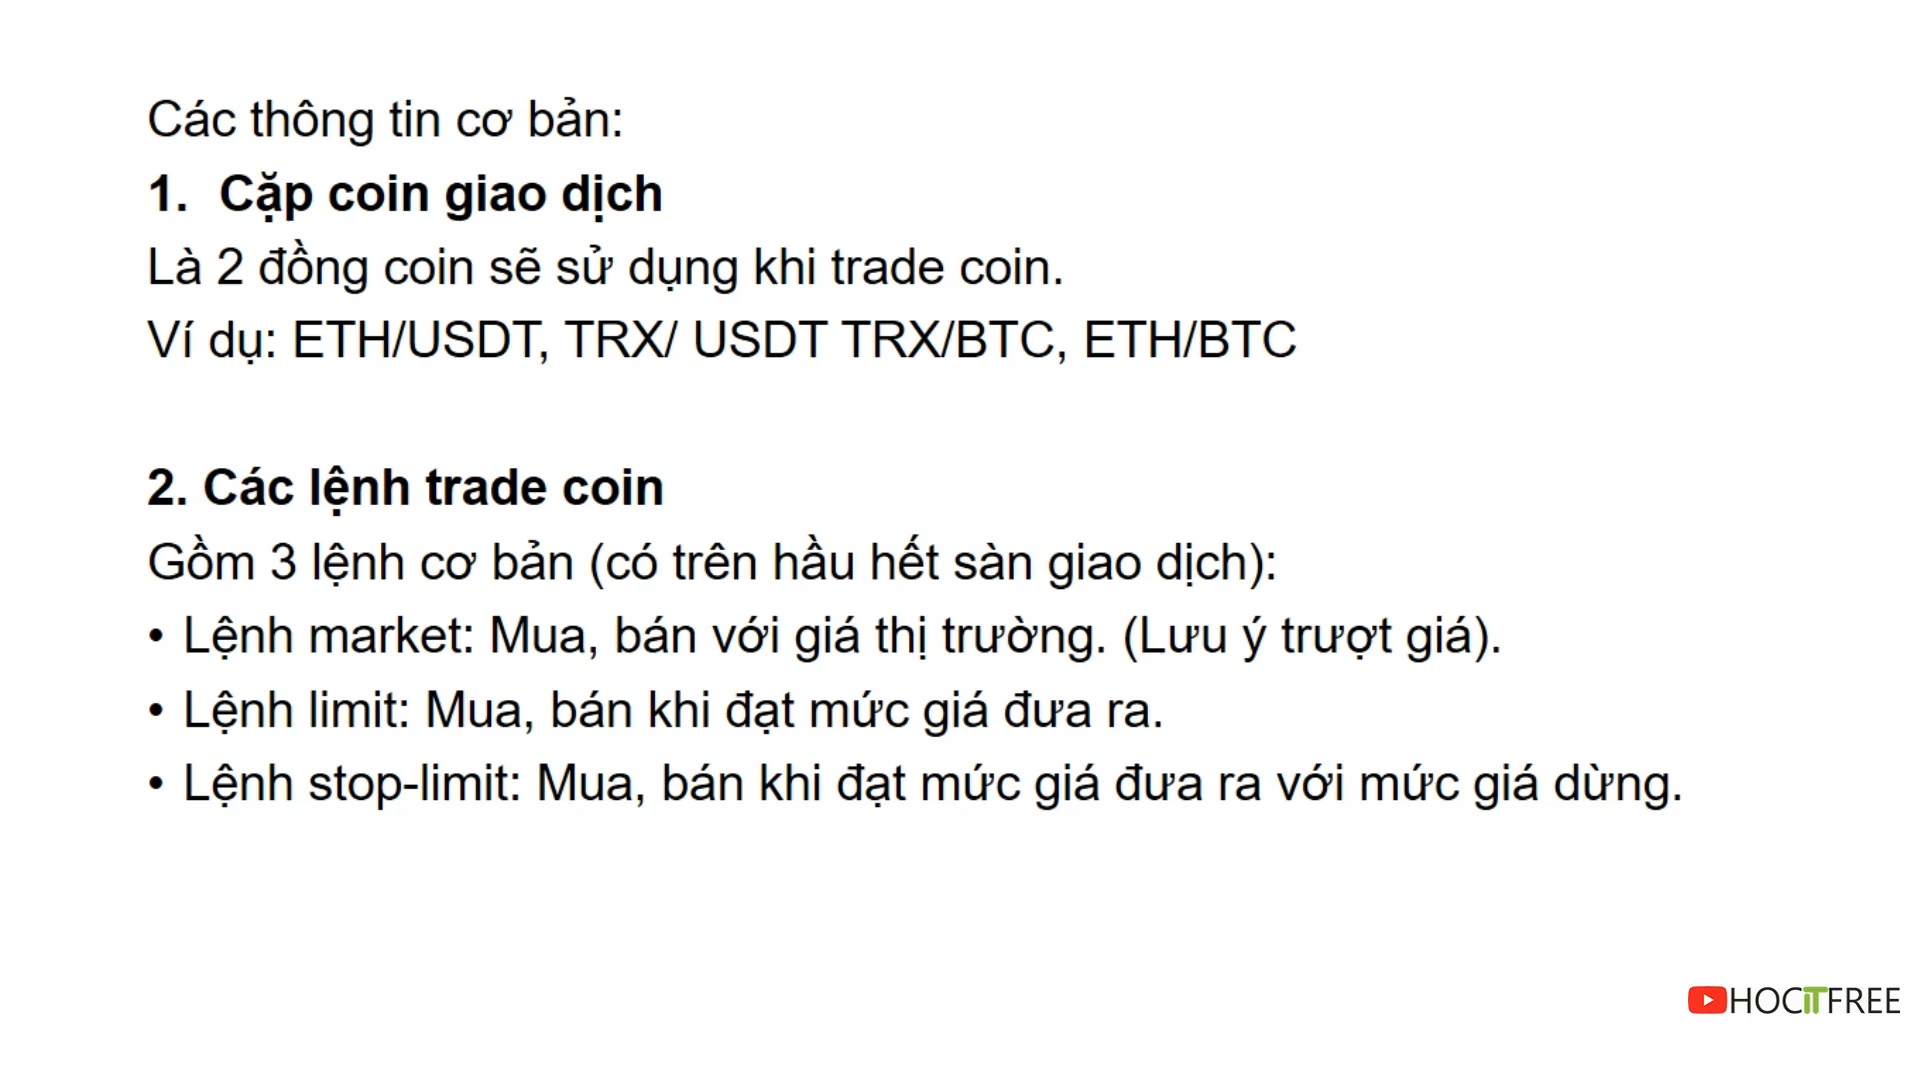 Các thông tin cơ bản:
1. Cặp coin giao dịch
Là 2 đồng coin sẽ sử dụng khi trade coin.
Ví dụ: ETH/USDT, TRX/ USDT TRX/BTC, ETH/BTC
2. Các lệnh trade coin
Gồm 3 lệnh cơ bản (có trên hầu hết sàn giao dịch):
• Lệnh market: Mua, bán với giá thị trường. (Lưu ý trượt giá).
• Lệnh limit: Mua, bán khi đạt mức giá đưa ra.
• Lệnh stop-limit: Mua, bán khi đạt mức giá đưa ra với mức giá dừng.
HOCITFREE